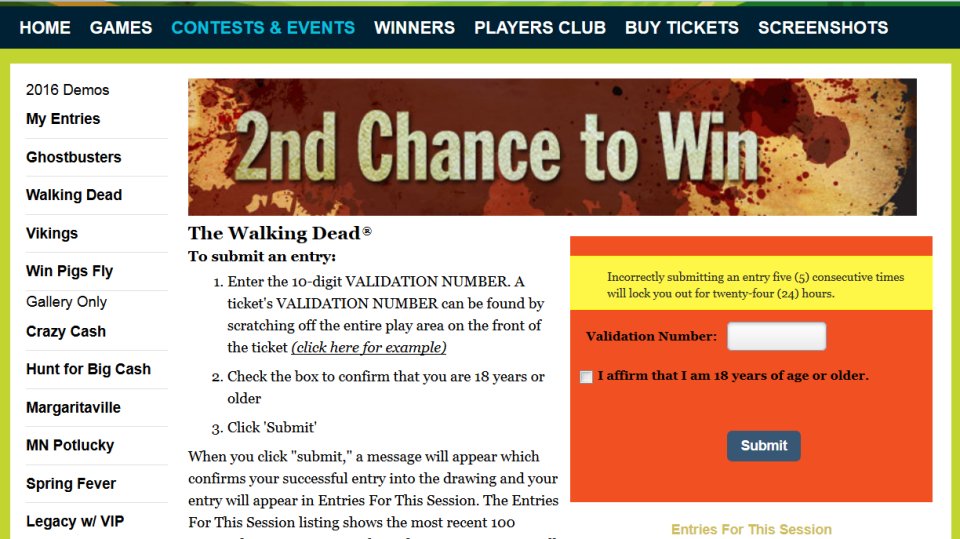 HOME GAMES CONTESTS & EVENTS WINNERS PLAYERS CLUB BUY TICKETS SCREENSHOTS
2016 Demos
My Entries
Ghostbusters
Walking Dead
Vikings
Win Pigs Fly
Gallery Only
Crazy Cash
Hunt for Big Cash
Margaritaville
MN Potlucky
Spring Fever
Legacy w/ VIP
2nd Chance to Win
The Walking Dead®
To submit an entry:
1. Enter the 10-digit VALIDATION NUMBER. A
ticket's VALIDATION NUMBER can be found by
scratching off the entire play area on the front of
the ticket (click here for example)
2. Check the box to confirm that you are 18 years or
older
3. Click 'Submit'
When you click "submit," a message will appear which
confirms your successful entry into the drawing and your
entry will appear in Entries For This Session. The Entries
For This Session listing shows the most recent 100
Incorrectly submitting an entry five (5) consecutive times
will lock you out for twenty-four (24) hours.
Validation Number:
I affirm that I am 18 years of age or older.
Submit
Entries For This Session